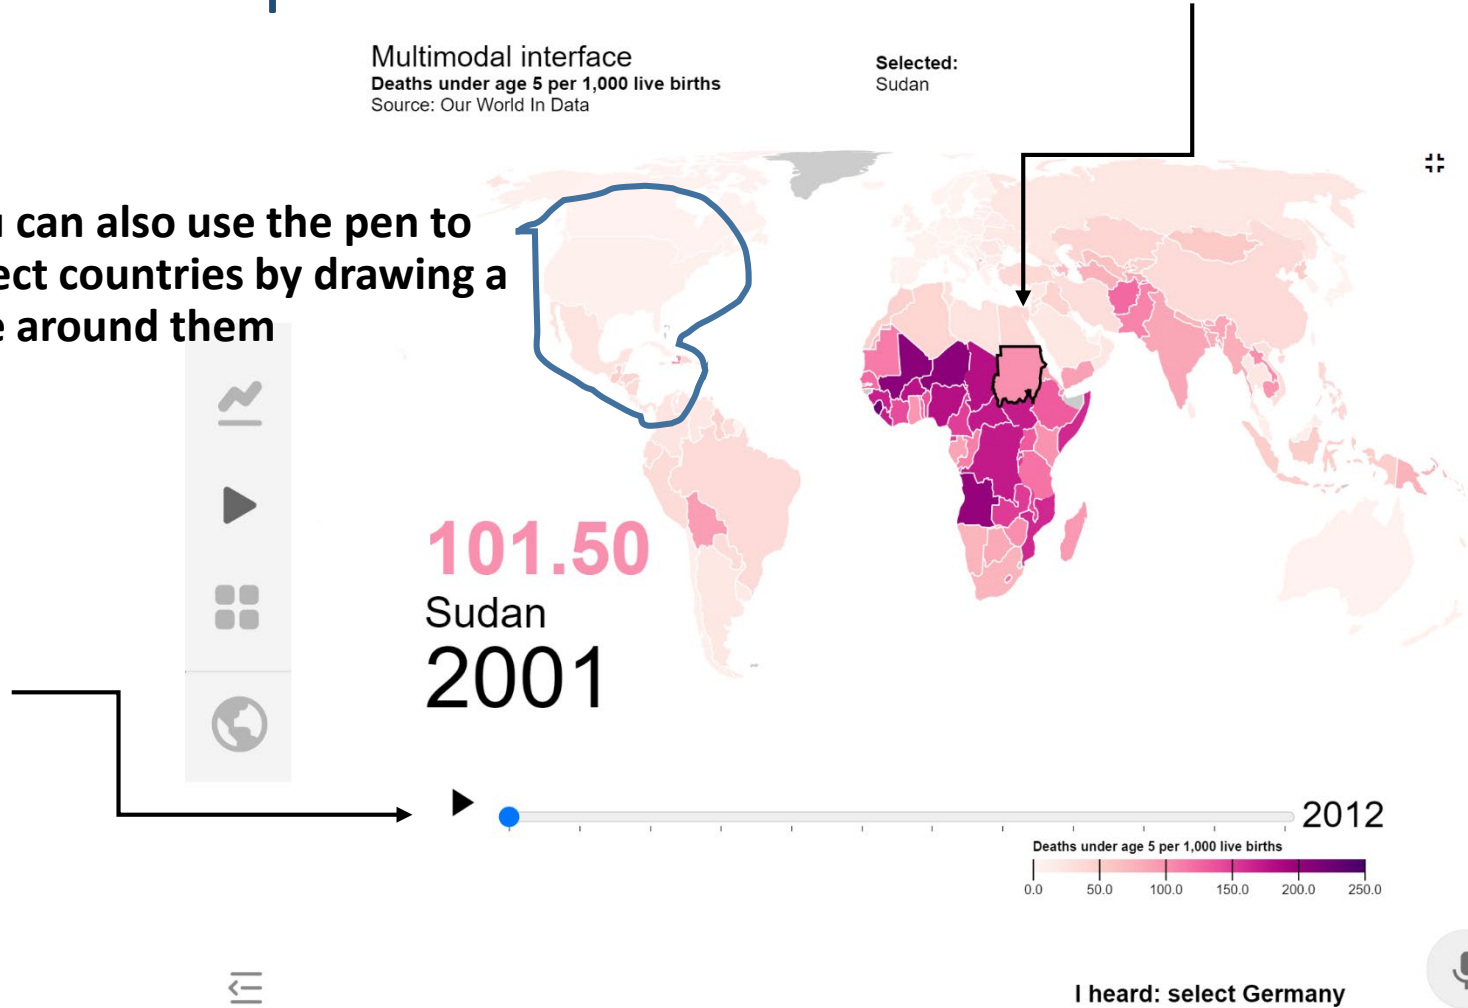 Multimodal interface
Deaths under age 5 per 1,000 live births
Source: Our World In Data
Selected:
Sudan
can also use the pen to
countries by drawing a
around them
101.50
Sudan
2001
2012
Deaths under age 5 per 1,000 live births
0.0 50.0 100.0 150.0 200.0 250.0
I heard: select Germany